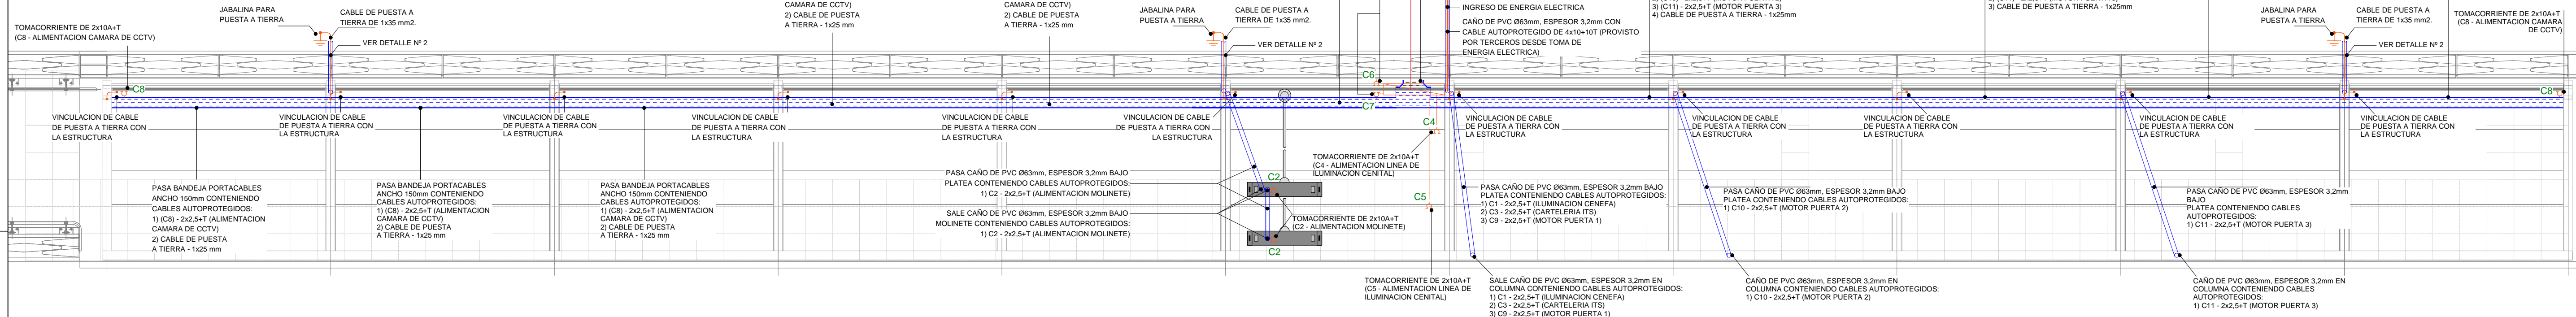 TOMACORRIENTE DE 2x10A+T
(C8 - ALIMENTACION CAMARA DE CCTV)
JABALINA PARA
PUESTA A TIERRA
CABLE DE PUESTA A
TIERRA DE 1x35 mm2.
VER DETALLE Nº 2
CAMARA DE CCTV)
2) CABLE DE PUESTA
A TIERRA - 1x25 mm
CAMARA DE CCTV)
2) CABLE DE PUESTA
A TIERRA - 1x25 mm
JABALINA PARA
PUESTA A TIERRA
CABLE DE PUESTA A
TIERRA DE 1x35 mm2.
VER DETALLE Nº 2
INGRESO DE ENERGIA ELECTRICA
CAÑO DE PVC Ø63mm, ESPESOR 3,2mm CON
CABLE AUTOPROTEGIDO DE 4x10+10T (PROVISTO
POR TERCEROS DESDE TOMA DE
ENERGIA ELECTRICA)
3) (C11) - 2x2,5+T (MOTOR PUERTA 3)
4) CABLE DE PUESTA A TIERRA - 1x25mm
3) CABLE DE PUESTA A TIERRA - 1x25mm
JABALINA PARA
PUESTA A TIERRA
CABLE DE PUESTA A
TIERRA DE 1x35 mm2.
VER DETALLE Nº 2
TOMACORRIENTE DE 2x10A+T
(C8 - ALIMENTACION CAMARA
DE CCTV)
C8
C6
C7
C8
VINCULACION DE CABLE
DE PUESTA A TIERRA CON
LA ESTRUCTURA
VINCULACION DE CABLE
DE PUESTA A TIERRA CON
LA ESTRUCTURA
VINCULACION DE CABLE
DE PUESTA A TIERRA CON
LA ESTRUCTURA
VINCULACION DE CABLE
DE PUESTA A TIERRA CON
LA ESTRUCTURA
VINCULACION DE CABLE
DE PUESTA A TIERRA CON
LA ESTRUCTURA
VINCULACION DE CABLE
DE PUESTA A TIERRA CON
LA ESTRUCTURA
C4
VINCULACION DE CABLE
DE PUESTA A TIERRA CON
LA ESTRUCTURA
VINCULACION DE CABLE
DE PUESTA A TIERRA CON
LA ESTRUCTURA
VINCULACION DE CABLE
DE PUESTA A TIERRA CON
LA ESTRUCTURA
VINCULACION DE CABLE
DE PUESTA A TIERRA CON
LA ESTRUCTURA
VINCULACION DE CABLE
DE PUESTA A TIERRA CON
LA ESTRUCTURA
TOMACORRIENTE DE 2x10A+T
(C4 - ALIMENTACION LINEA DE
ILUMINACION CENITAL)
PASA BANDEJA PORTACABLES
ANCHO 150mm CONTENIENDO
CABLES AUTOPROTEGIDOS:
1) (C8) - 2x2,5+T (ALIMENTACION
CAMARA DE CCTV)
2) CABLE DE PUESTA
A TIERRA - 1x25 mm
PASA BANDEJA PORTACABLES
ANCHO 150mm CONTENIENDO
CABLES AUTOPROTEGIDOS:
1) (C8) - 2x2,5+T (ALIMENTACION
CAMARA DE CCTV)
2) CABLE DE PUESTA
A TIERRA - 1x25 mm
PASA BANDEJA PORTACABLES
ANCHO 150mm CONTENIENDO
CABLES AUTOPROTEGIDOS:
1) (C8) - 2x2,5+T (ALIMENTACION
CAMARA DE CCTV)
2) CABLE DE PUESTA
A TIERRA - 1x25 mm
PASA CAÑO DE PVC Ø63mm, ESPESOR 3,2mm BAJO
PLATEA CONTENIENDO CABLES AUTOPROTEGIDOS:
1) C2 - 2x2,5+T (ALIMENTACION MOLINETE)
SALE CAÑO DE PVC Ø63mm, ESPESOR 3,2mm BAJO
MOLINETE CONTENIENDO CABLES AUTOPROTEGIDOS:
1) C2 - 2x2,5+T (ALIMENTACION MOLINETE)
C2
TOMACORRIENTE DE 2x10A+T
(C2 - ALIMENTACION MOLINETE)
C2
C5
PASA CAÑO DE PVC Ø63mm, ESPESOR 3,2mm BAJO
PLATEA CONTENIENDO CABLES AUTOPROTEGIDOS:
1) C1 - 2x2,5+T (ILUMINACION CENEFA)
2) C3 - 2x2,5+T (CARTELERIA ITS)
3) C9 - 2x2,5+T (MOTOR PUERTA 1)
PASA CAÑO DE PVC Ø63mm, ESPESOR 3,2mm BAJO
PLATEA CONTENIENDO CABLES AUTOPROTEGIDOS:
1) C10 - 2x2,5+T (MOTOR PUERTA 2)
PASA CAÑO DE PVC Ø63mm, ESPESOR 3,2mm
BAJO
PLATEA CONTENIENDO CABLES
AUTOPROTEGIDOS:
1) C11 - 2x2,5+T (MOTOR PUERTA 3)
TOMACORRIENTE DE 2x10A+T
(C5 - ALIMENTACION LINEA DE
ILUMINACION CENITAL)
SALE CAÑO DE PVC Ø63mm, ESPESOR 3,2mm EN
COLUMNA CONTENIENDO CABLES AUTOPROTEGIDOS:
1) C1 - 2x2,5+T (ILUMINACION CENEFA)
2) C3 - 2x2,5+T (CARTELERIA ITS)
3) C9 - 2x2,5+T (MOTOR PUERTA 1)
CAÑO DE PVC Ø63mm, ESPESOR 3,2mm EN
COLUMNA CONTENIENDO CABLES AUTOPROTEGIDOS:
1) C10 - 2x2,5+T (MOTOR PUERTA 2)
CAÑO DE PVC Ø63mm, ESPESOR 3,2mm EN
COLUMNA CONTENIENDO CABLES
AUTOPROTEGIDOS:
1) C11 - 2x2,5+T (MOTOR PUERTA 3)